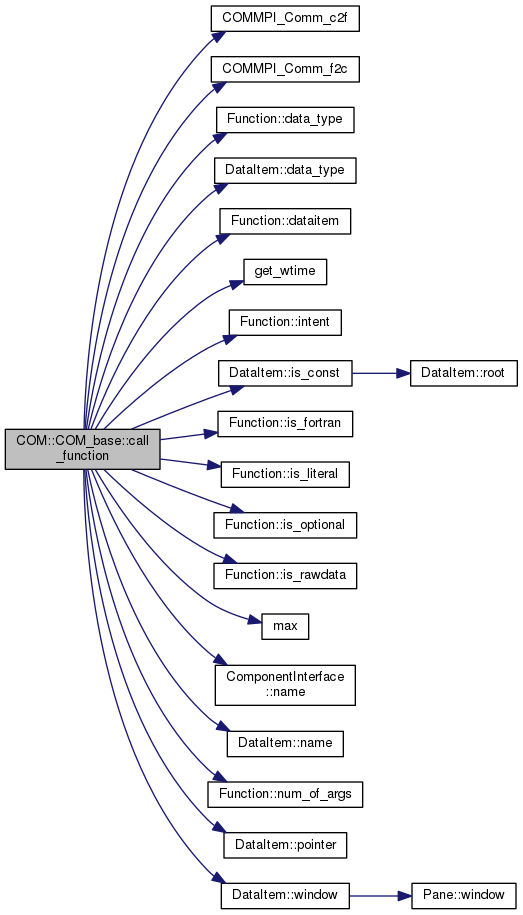 COMMPI_Comm_c2f
COMMPI_Comm_f2c
Function::data_type
DataItem::data_type
Function::dataitem
get_wtime
Function::intent
DataItem::is_const
DataItem::root
COM::COM_base::call
_function
Function::is_fortran
Function::is_literal
Function::is_optional
Function::is_rawdata
max
ComponentInterface
::name
DataItem::name
Function::num_of_args
DataItem::pointer
DataItem::window
Pane::window